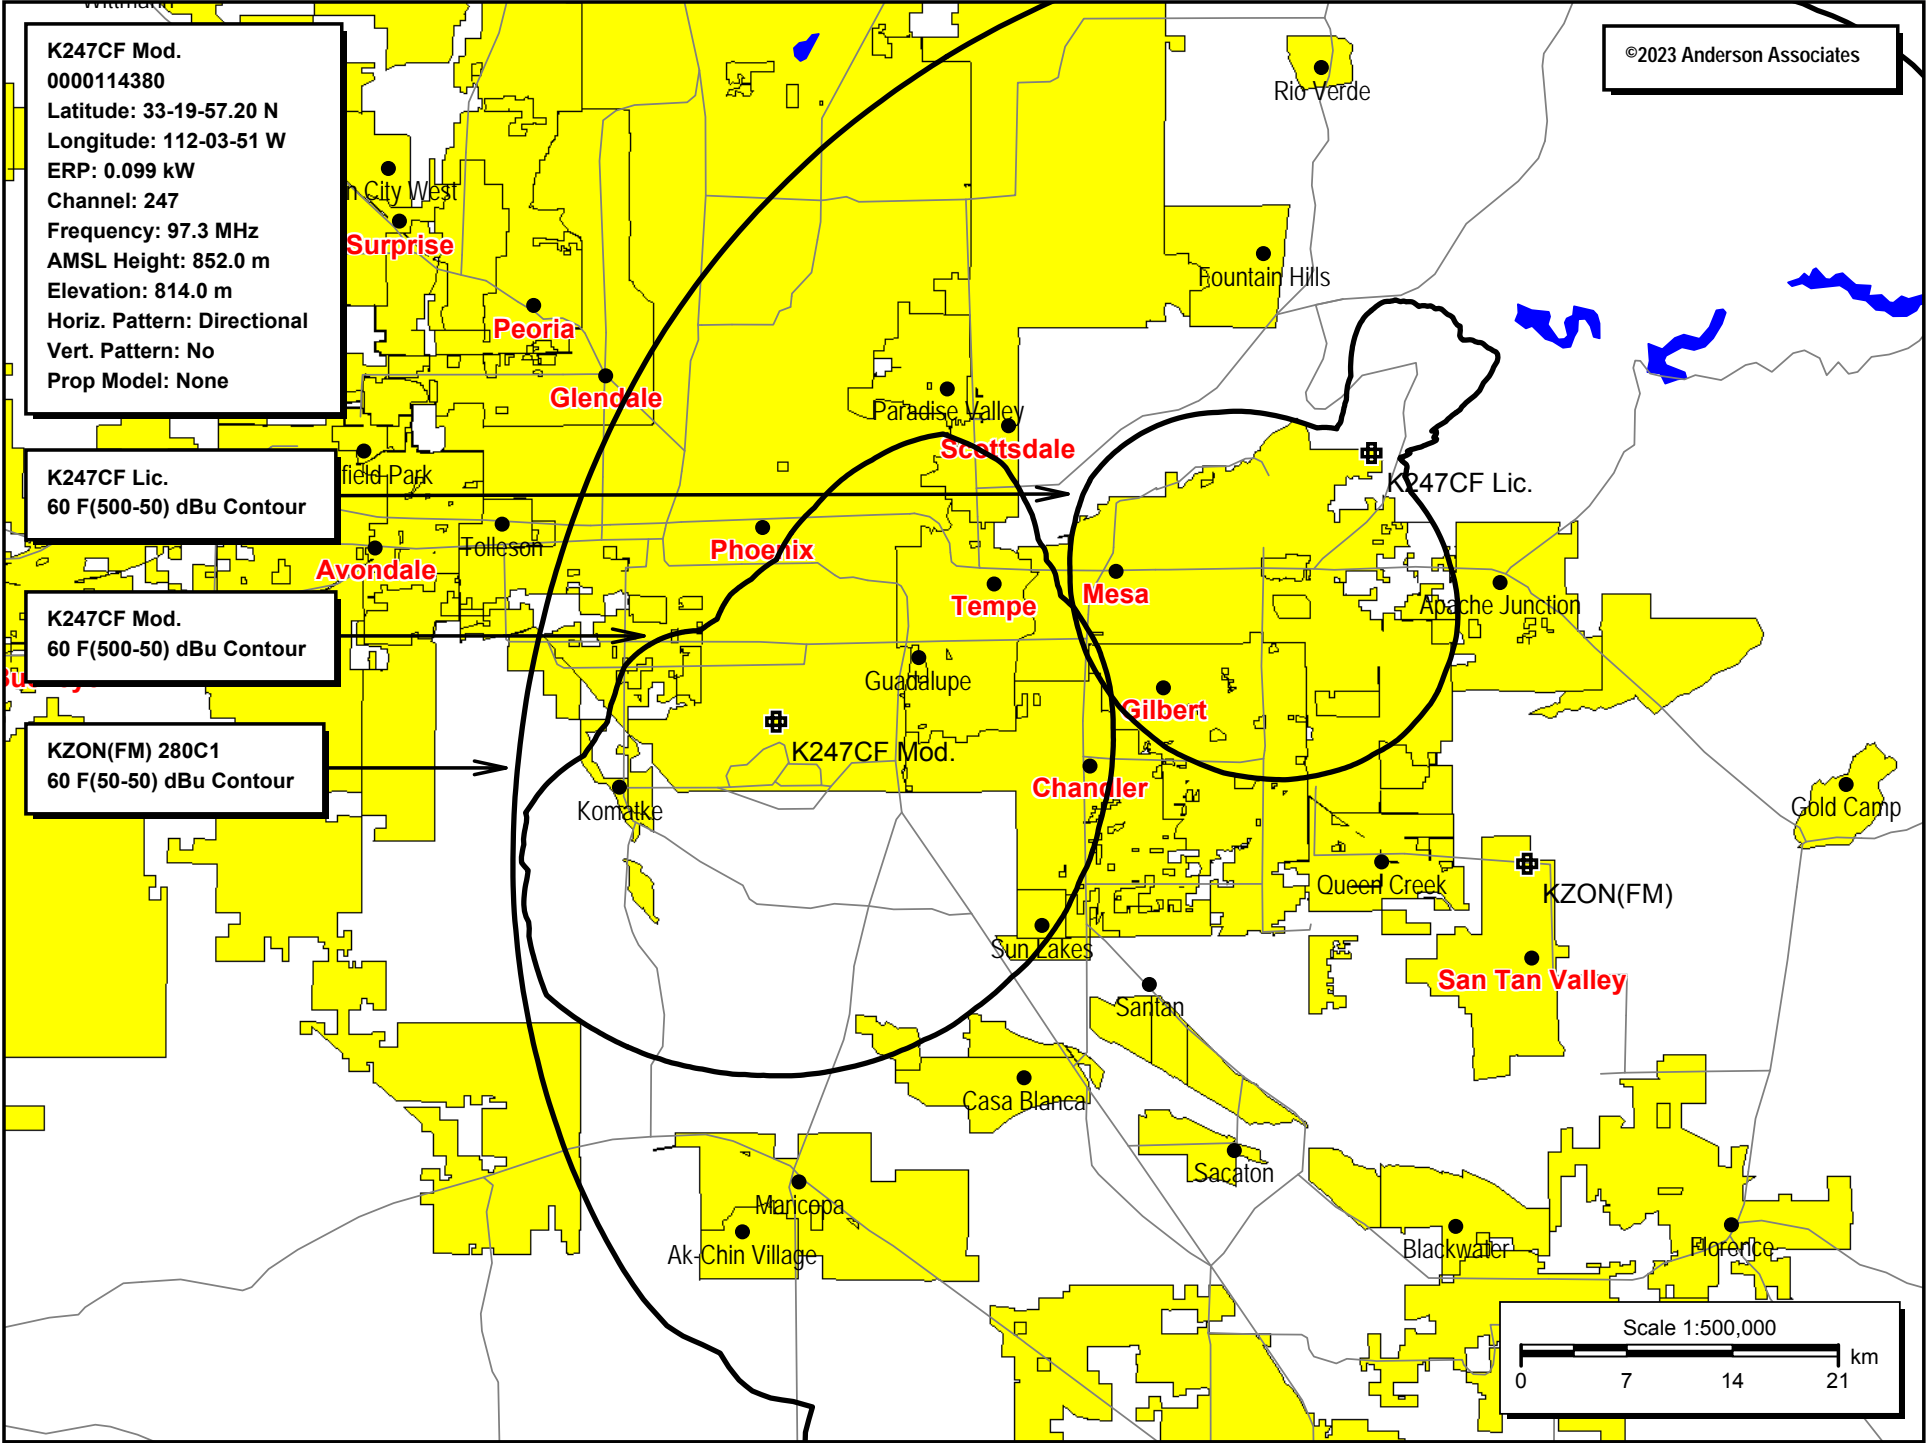 K247CF Mod.
0000114380
Latitude: 33-19-57.20 N
Longitude: 112-03-51 W
ERP: 0.099 kW
Channel: 247
Frequency: 97.3 MHz
AMSL Height: 852.0 m
Elevation: 814.0 m
Horiz. Pattern: Directional
Vert. Pattern: No
Prop Model: None
©2023 Anderson Associates
Rio Verde
n City West
Surprise
Fountain Hills
Peoria
Glendale
Paradise Valley
Scottsdale
K247CF Lic.
60 F(500-50) dBu Contour
field Park
K247CF Lic.
Tolleson
Phoenix
Avondale
Tempe
Mesa
Apache Junction
K247CF Mod.
60 F(500-50) dBu Contour
Guadalupe
Gilbert
KZON(FM) 280C1
60 F(50-50) dBu Contour
K247CF Mod.
Chandler
Komatke
Gold Camp
Queen Creek
KZON(FM)
Sun Lakes
San Tan Valley
Santan
Casa Blanca
Sacaton
Maricopa
Ak-Chin Village
Blackwater
Florence
Scale 1:500,000
km
0 7 14 21